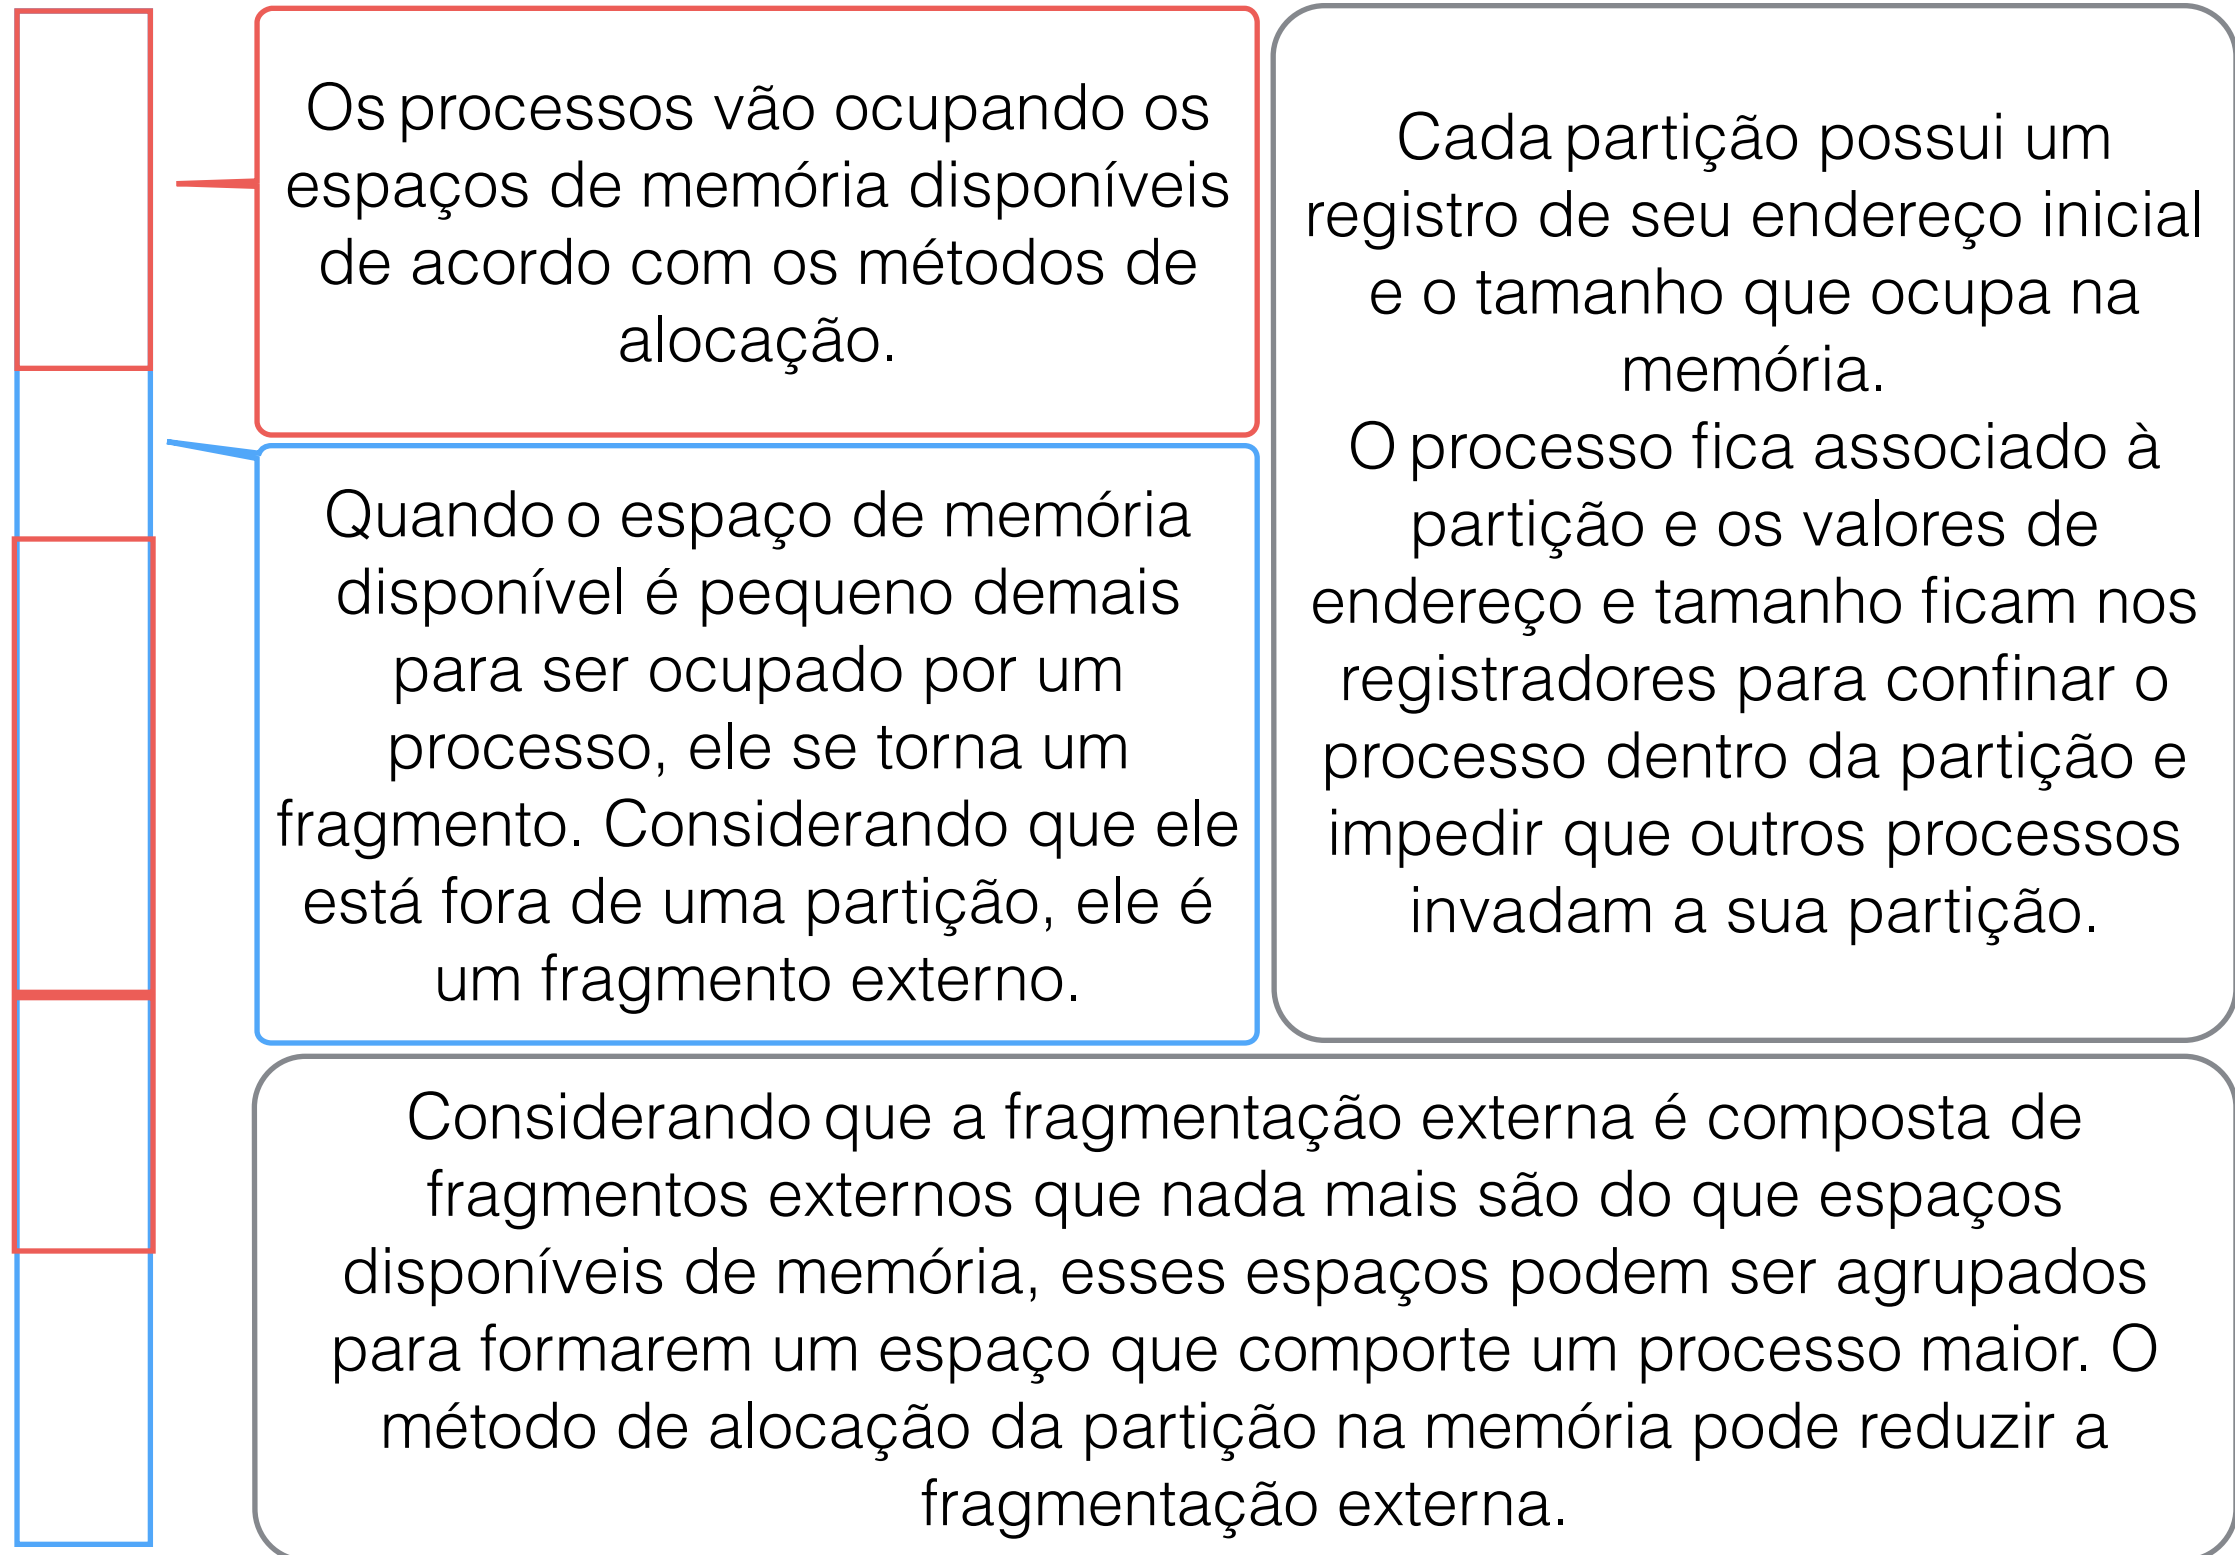 Os processos vão ocupando os
espaços de memória disponíveis
de acordo com os métodos de
alocação.
Quando o espaço de memória
disponível é pequeno demais
para ser ocupado por um
processo, ele se torna um
fragmento. Considerando que ele
está fora de uma partição, ele é
um fragmento externo.
Cada partição possui um
registro de seu endereço inicial
e o tamanho que ocupa na
memória.
O processo fica associado à
partição e os valores de
endereço e tamanho ficam nos
registradores para confinar o
processo dentro da partição e
impedir que outros processos
invadam a sua partição.
Considerando que a fragmentação externa é composta de
fragmentos externos que nada mais são do que espaços
disponíveis de memória, esses espaços podem ser agrupados
para formarem um espaço que comporte um processo maior. O
método de alocação da partição na memória pode reduzir a
fragmentação externa.